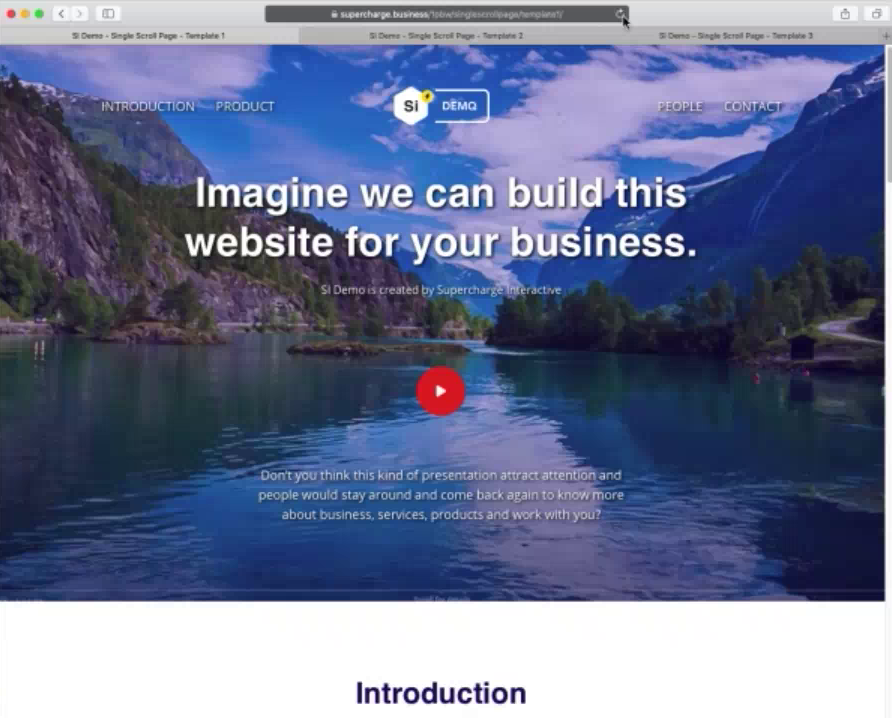 supercharge.business/1pbw/singlescrollpage/template1/
Si Demo - Single Scroll Page - Template 1
Si Demo - Single Scroll Page - Template 2
Si Demo - Single Scroll Page - Template 3
INTRODUCTION PRODUCT
Si DEMO
PEOPLE CONTACT
Imagine we can build this
website for your business.
SI Demo is created by Supercharge Interactive
Don't you think this kind of presentation attract attention and
people would stay around and come back again to know more
about business, services, products and work with you?
Scroll for details
Introduction